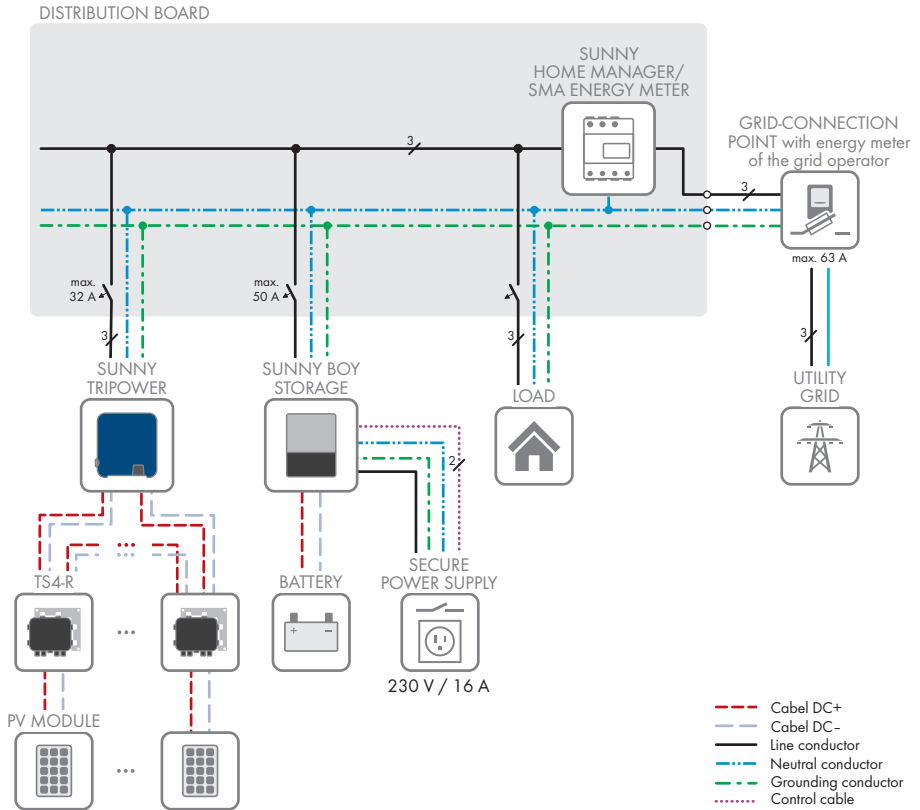 DISTRIBUTION BOARD
SUNNY
HOME MANAGER/
SMA ENERGY METER
GRID-CONNECTION
POINT with energy meter
of the grid operator
3
3
max. 63 A
max.
32 A
max.
50 A
3
3
3
SUNNY
TRIPOWER
SUNNY BOY
STORAGE
LOAD
UTILITY
GRID
2
TS4-R
BATTERY
SECURE
POWER SUPPLY
+ −
230 V / 16 A
PV MODULE
Cabel DC+
Cabel DC–
Line conductor
Neutral conductor
Grounding conductor
Control cable